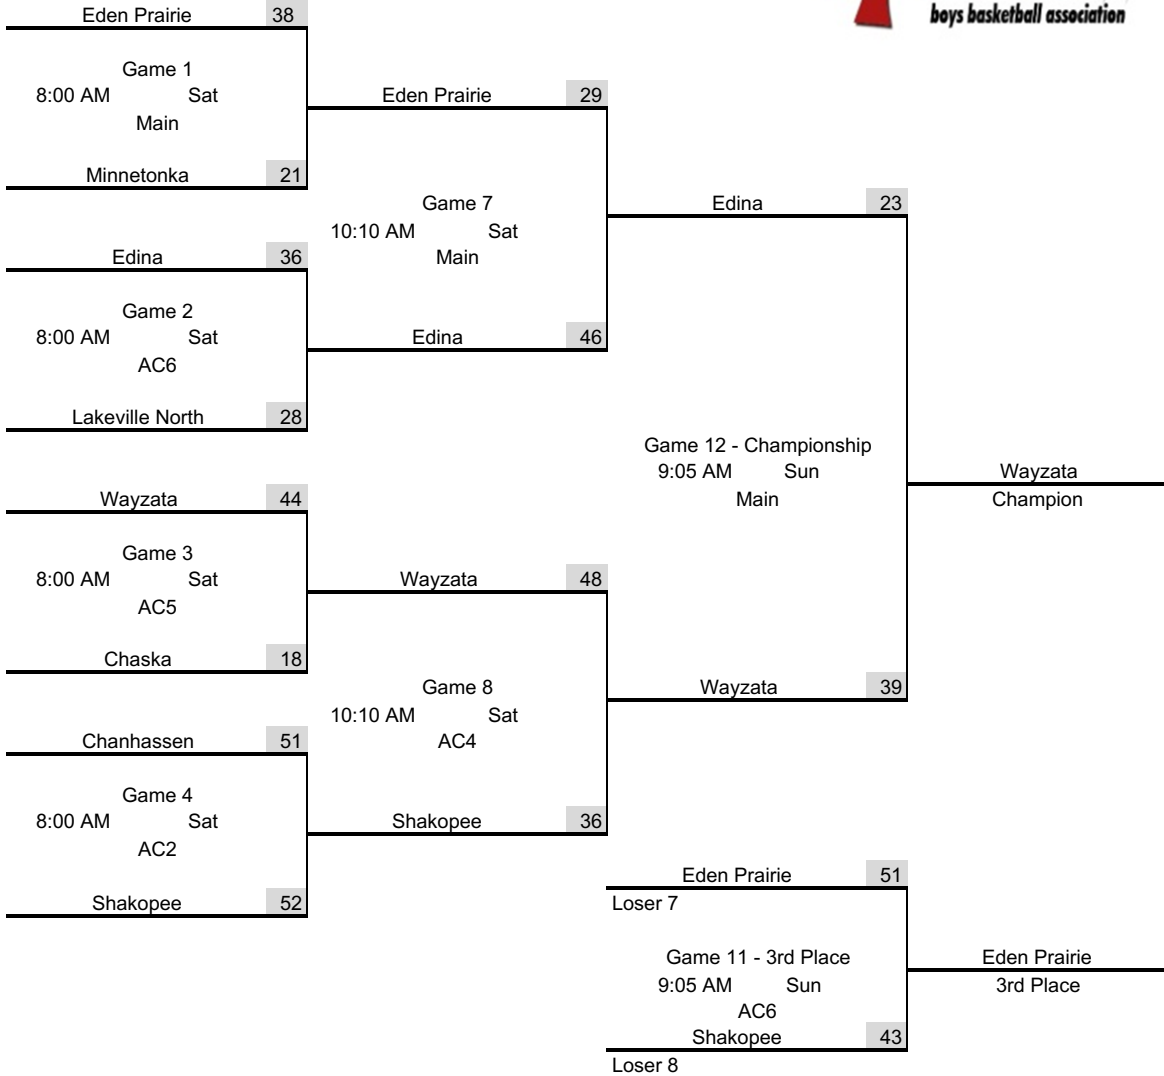 Eden Prairie 38
boys basketball association
Game 1
8:00 AM Sat
Main
Minnetonka 21
Edina 36
Game 2
8:00 AM Sat
AC6
Lakeville North 28
Wayzata 44
Game 3
8:00 AM Sat
AC5
Chaska 18
Chanhassen 51
Game 4
8:00 AM Sat
AC2
Shakopee 52
Eden Prairie 29
Game 7
10:10 AM Sat
Main
Edina 46
Wayzata 48
Game 8
10:10 AM Sat
AC4
Shakopee 36
Edina 23
Game 12 - Championship
9:05 AM Sun
Main
Wayzata 39
Wayzata
Champion
Eden Prairie 51
Loser 7
Game 11 - 3rd Place
9:05 AM Sun
AC6
Shakopee 43
Loser 8
Eden Prairie
3rd Place